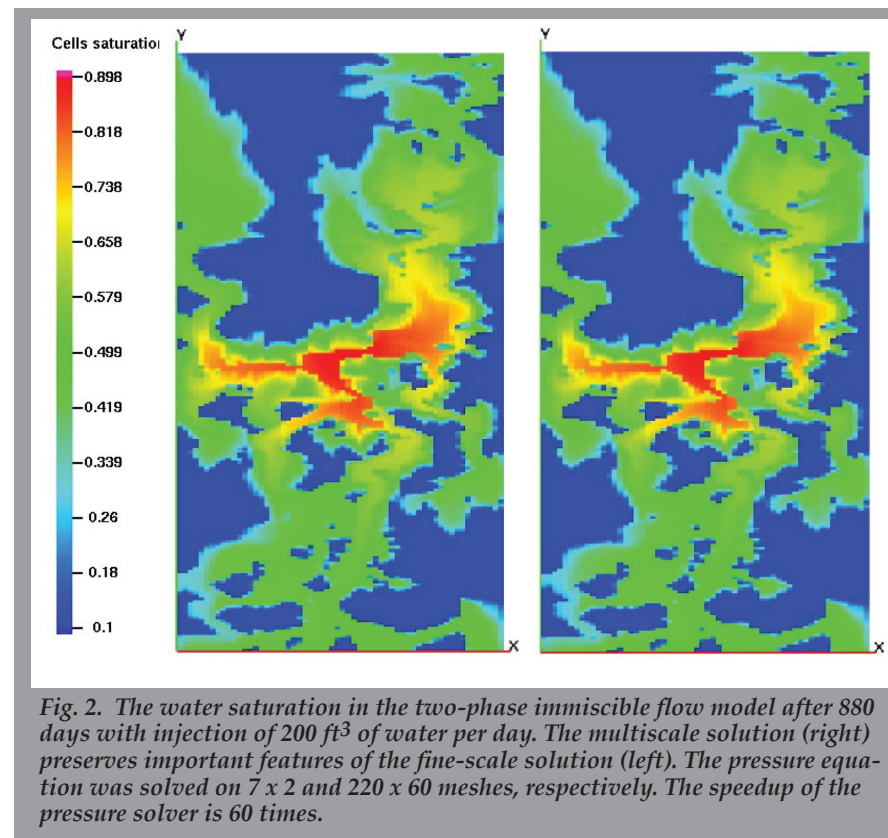 Cells saturation
Y
Y
0.898
0.818
0.738
0.658
0.579
0.499
0.419
0.339
0.26
0.18
0.1
X
X
Fig. 2. The water saturation in the two-phase immiscible flow model after 880
days with injection of 200 ft³ of water per day. The multiscale solution (right)
preserves important features of the fine-scale solution (left). The pressure equa-
tion was solved on 7 x 2 and 220 x 60 meshes, respectively. The speedup of the
pressure solver is 60 times.